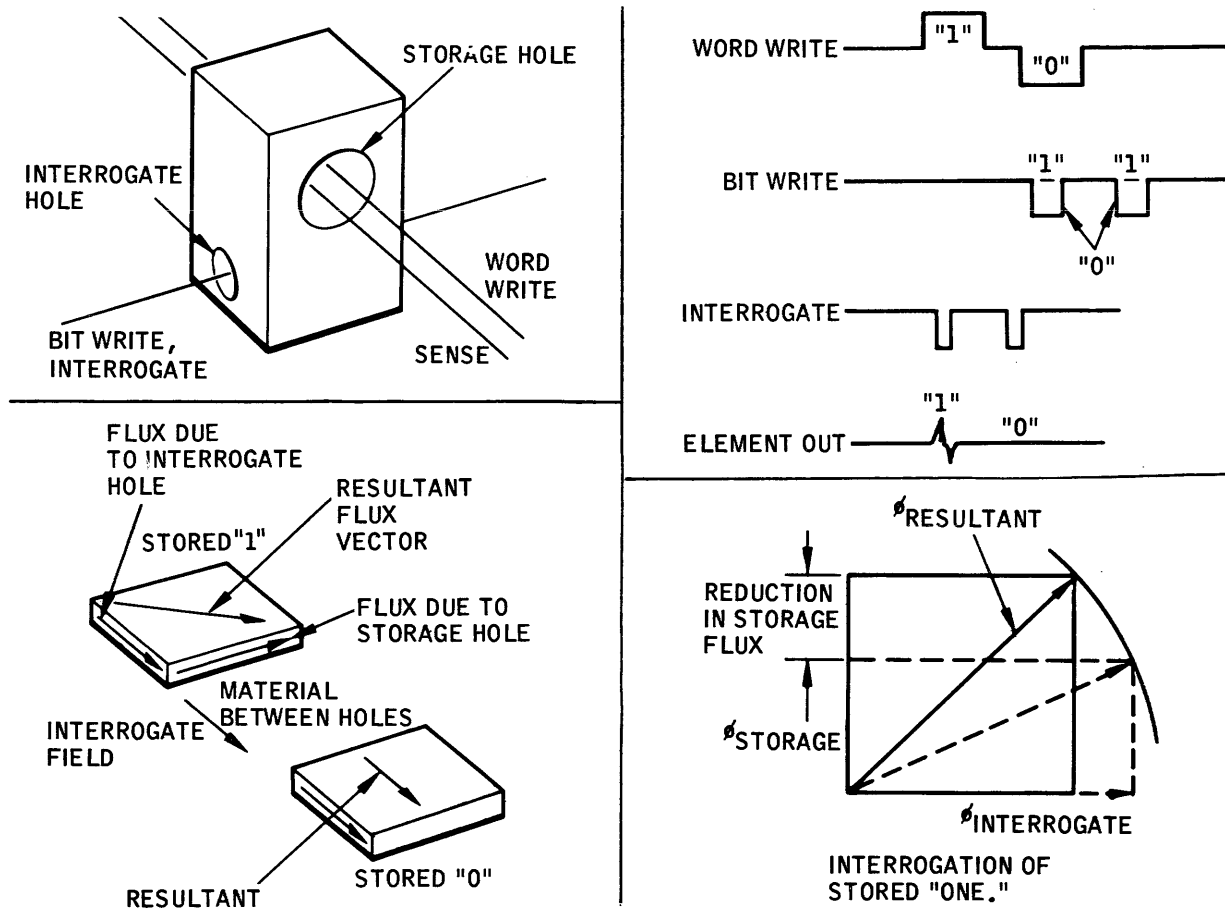 STORAGE HOLE
INTERROGATE
HOLE
WORD
WRITE
BIT WRITE,
INTERROGATE
SENSE
WORD WRITE
"1"
"0"
BIT WRITE
"1"
"1"
"0"
INTERROGATE
ELEMENT OUT
"1"
"0"
FLUX DUE
TO INTERROGATE
HOLE
STORED "1"
RESULTANT
FLUX
VECTOR
FLUX DUE TO
STORAGE HOLE
MATERIAL
BETWEEN HOLES
INTERROGATE
FIELD
RESULTANT
STORED "0"
φRESULTANT
REDUCTION
IN STORAGE
FLUX
φSTORAGE
φINTERROGATE
INTERROGATION OF
STORED "ONE."